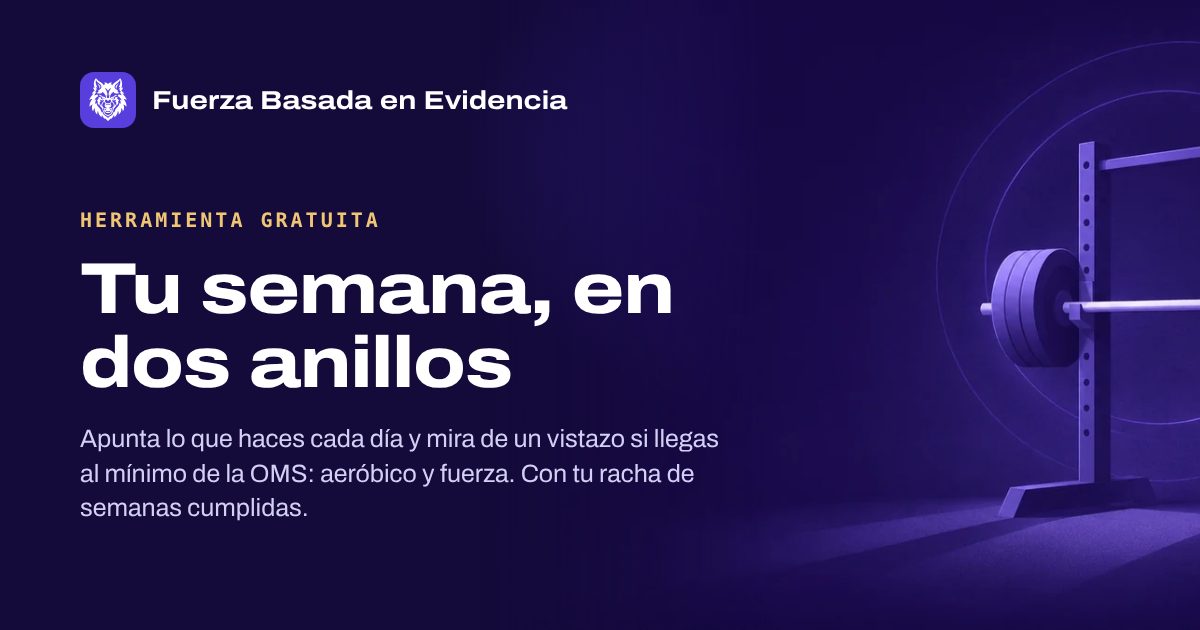 Fuerza Basada en Evidencia
HERRAMIENTA GRATUITA
Tu semana, en
dos anillos
Apunta lo que haces cada día y mira de un vistazo si llegas
al mínimo de la OMS: aeróbico y fuerza. Con tu racha de
semanas cumplidas.